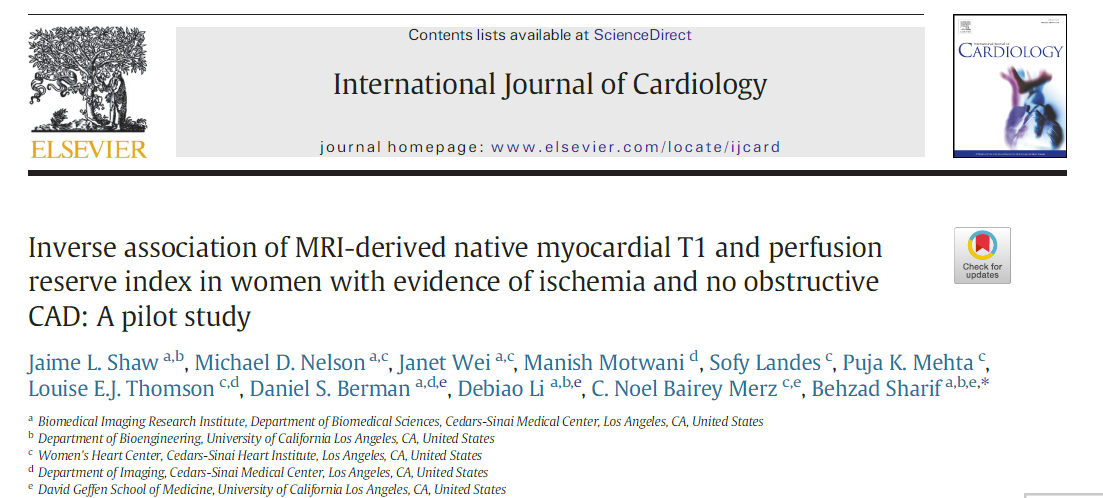 Contents lists available at ScienceDirect
International Journal of Cardiology
journal homepage: www.elsevier.com/locate/ijcard
ELSEVIER
CARDIOLOGY
Inverse association of MRI-derived native myocardial T1 and perfusion
reserve index in women with evidence of ischemia and no obstructive
CAD: A pilot study
Check for
updates
Jaime L. Shaw a,b, Michael D. Nelson a,c, Janet Wei a,c, Manish Motwani d, Sofy Landes c, Puja K. Mehta c,
Louise E.J. Thomson c,d, Daniel S. Berman a,d,e, Debiao Li a,b,e, C. Noel Bairey Merz c,e, Behzad Sharif a,b,e,*
a Biomedical Imaging Research Institute, Department of Biomedical Sciences, Cedars-Sinai Medical Center, Los Angeles, CA, United States
b Department of Bioengineering, University of California Los Angeles, CA, United States
c Women's Heart Center, Cedars-Sinai Heart Institute, Los Angeles, CA, United States
d Department of Imaging, Cedars-Sinai Medical Center, Los Angeles, CA, United States
e David Geffen School of Medicine, University of California Los Angeles, CA, United States